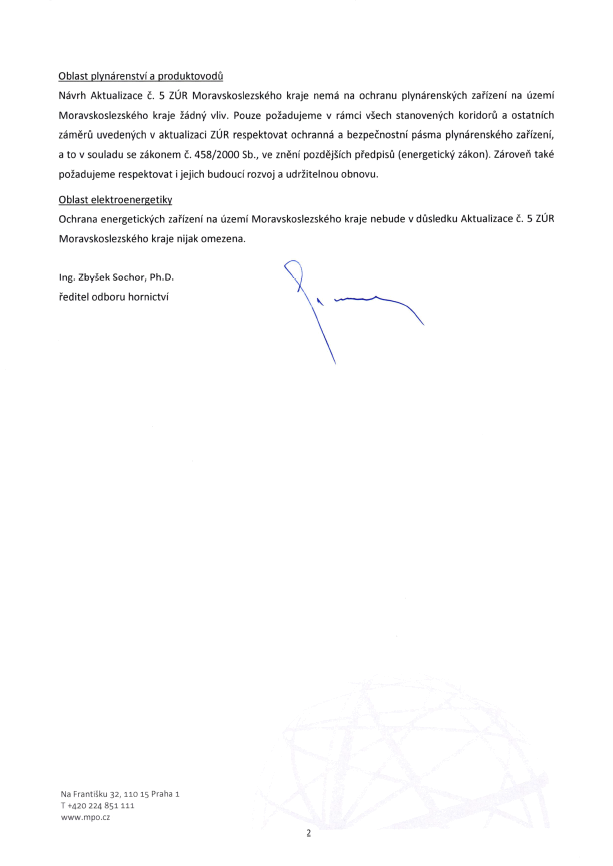 Oblast plynárenství a produktovodů
Návrh Aktualizace č. 5 ZÚR Moravskoslezského kraje nemá na ochranu plynárenských zařízení na území
Moravskoslezského kraje žádný vliv. Pouze požadujeme v rámci všech stanovených koridorů a ostatních
záměrů uvedených v aktualizaci ZÚR respektovat ochranná a bezpečnostní pásma plynárenského zařízení,
a to v souladu se zákonem č. 458/2000 Sb., ve znění pozdějších předpisů (energetický zákon). Zároveň také
požadujeme respektovat i jejich budoucí rozvoj a udržitelnou obnovu.
Oblast elektroenergetiky
Ochrana energetických zařízení na území Moravskoslezského kraje nebude v důsledku Aktualizace č. 5 ZÚR
Moravskoslezského kraje nijak omezena.
Ing. Zbyšek Sochor, Ph.D.
ředitel odboru hornictví
Na Františku 32, 110 15 Praha 1
T +420 224 851 111
www.mpo.cz
2